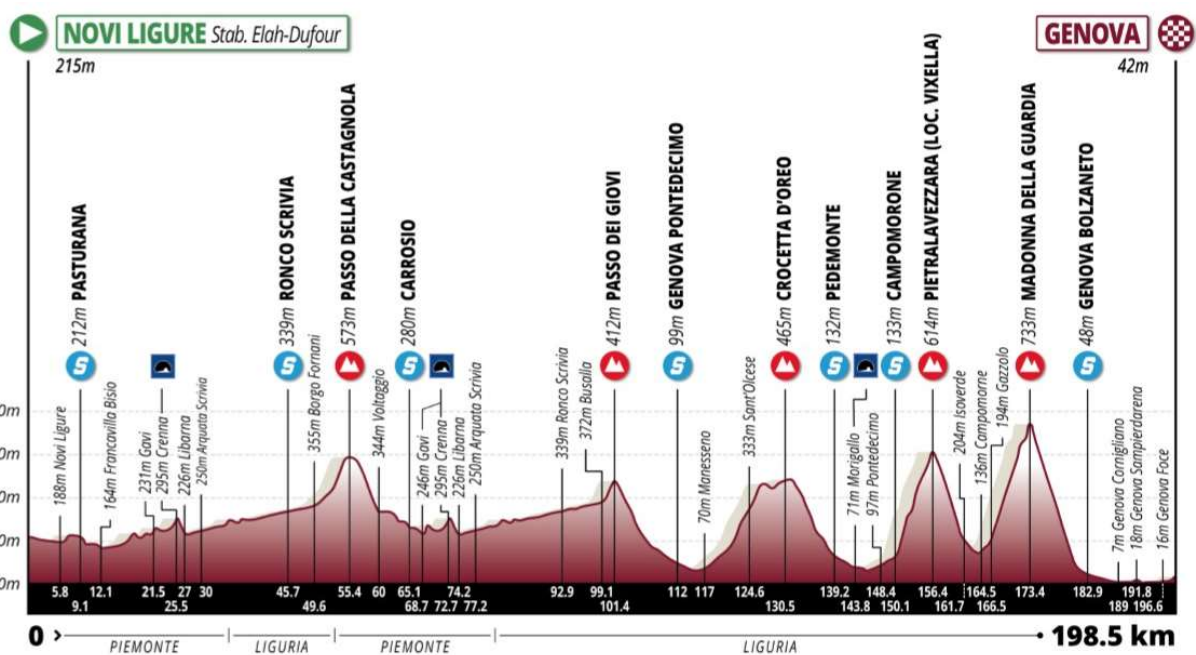 NOVI LIGURE Stab. Elah-Dufour
215m
GENOVA
42m
188m Novi Ligure
S
212m PASTURANA
164m Francavilla Bisio
231m Gavi
295m Crenna
226m Libarna
250m Arquata Scrivia
S
339m RONCO SCRIVIA
355m Borgo Fornani
573m PASSO DELLA CASTAGNOLA
344m Voltaggio
S
280m CARROSIO
246m Gavi
295m Crenna
226m Libarna
250m Arquata Scrivia
339m Ronco Scrivia
372m Busalla
412m PASSO DEI GIOVI
S
99m GENOVA PONTEDECIMO
70m Manesseno
333m Sant'Olcese
465m CROCETTA D'OREO
S
132m PEDEMONTE
71m Morigallo
97m Pontedecimo
S
133m CAMPOMORONE
614m PIETRALAVEZZARA (LOC. VIXELLA)
204m Isoverde
136m Campomorne
194m Gazzolo
733m MADONNA DELLA GUARDIA
S
48m GENOVA BOLZANETO
7m Genova Cornigliano
18m Genova Sampierdarena
16m Genova Foce
0m
0m
0m
0m
0m
5.8 12.1 21.5 27 30 45.7 55.4 60 65.1 74.2 92.9 99.1 112 117 124.6 139.2 148.4 156.4 164.5 173.4 182.9 191.8
9.1 25.5 49.6 68.7 72.7 77.2 101.4 130.5 143.8 150.1 161.7 166.5 189 196.6
0 198.5 km
PIEMONTE LIGURIA PIEMONTE LIGURIA